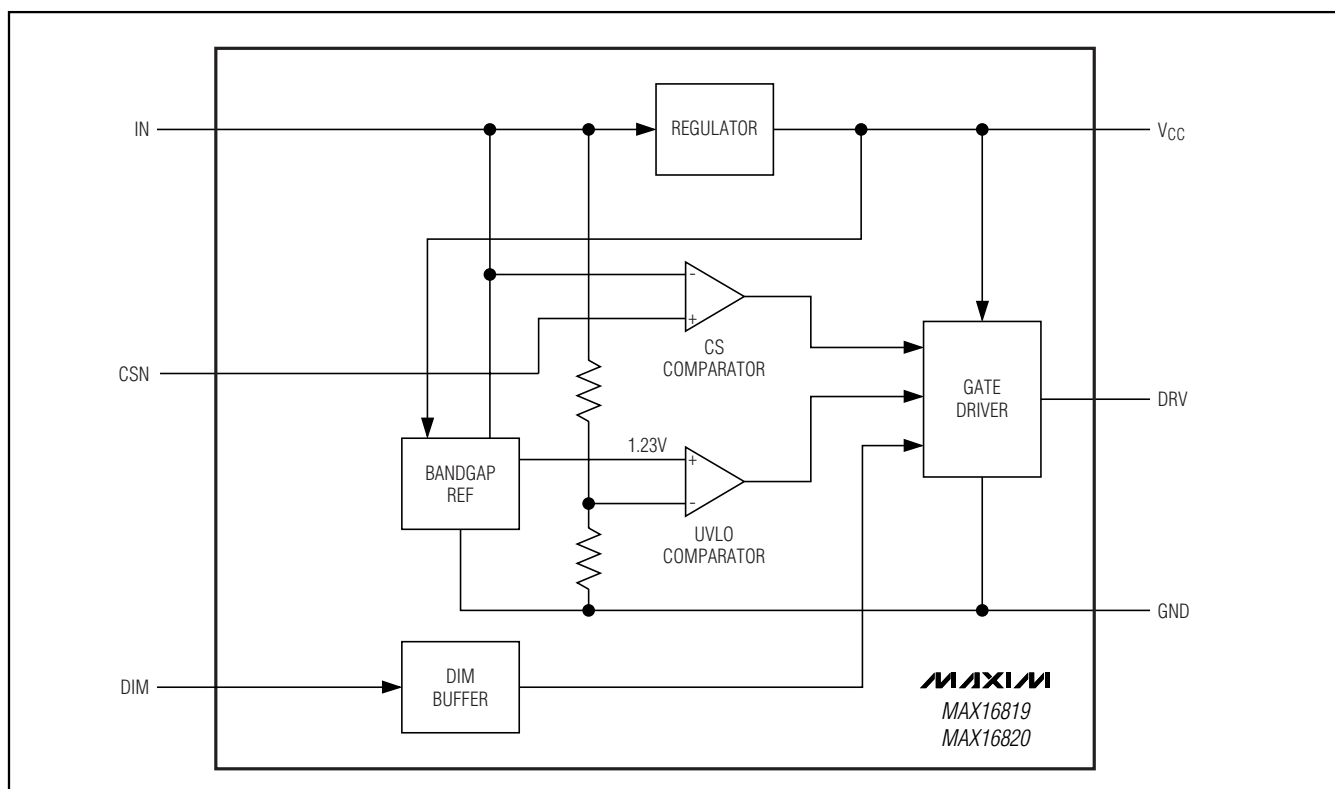 IN
REGULATOR
VCC
-
+
CS
COMPARATOR
CSN
GATE
DRIVER
DRV
1.23V
BANDGAP
REF
+
-
UVLO
COMPARATOR
GND
DIM
DIM
BUFFER
MAXIM
MAX16819
MAX16820